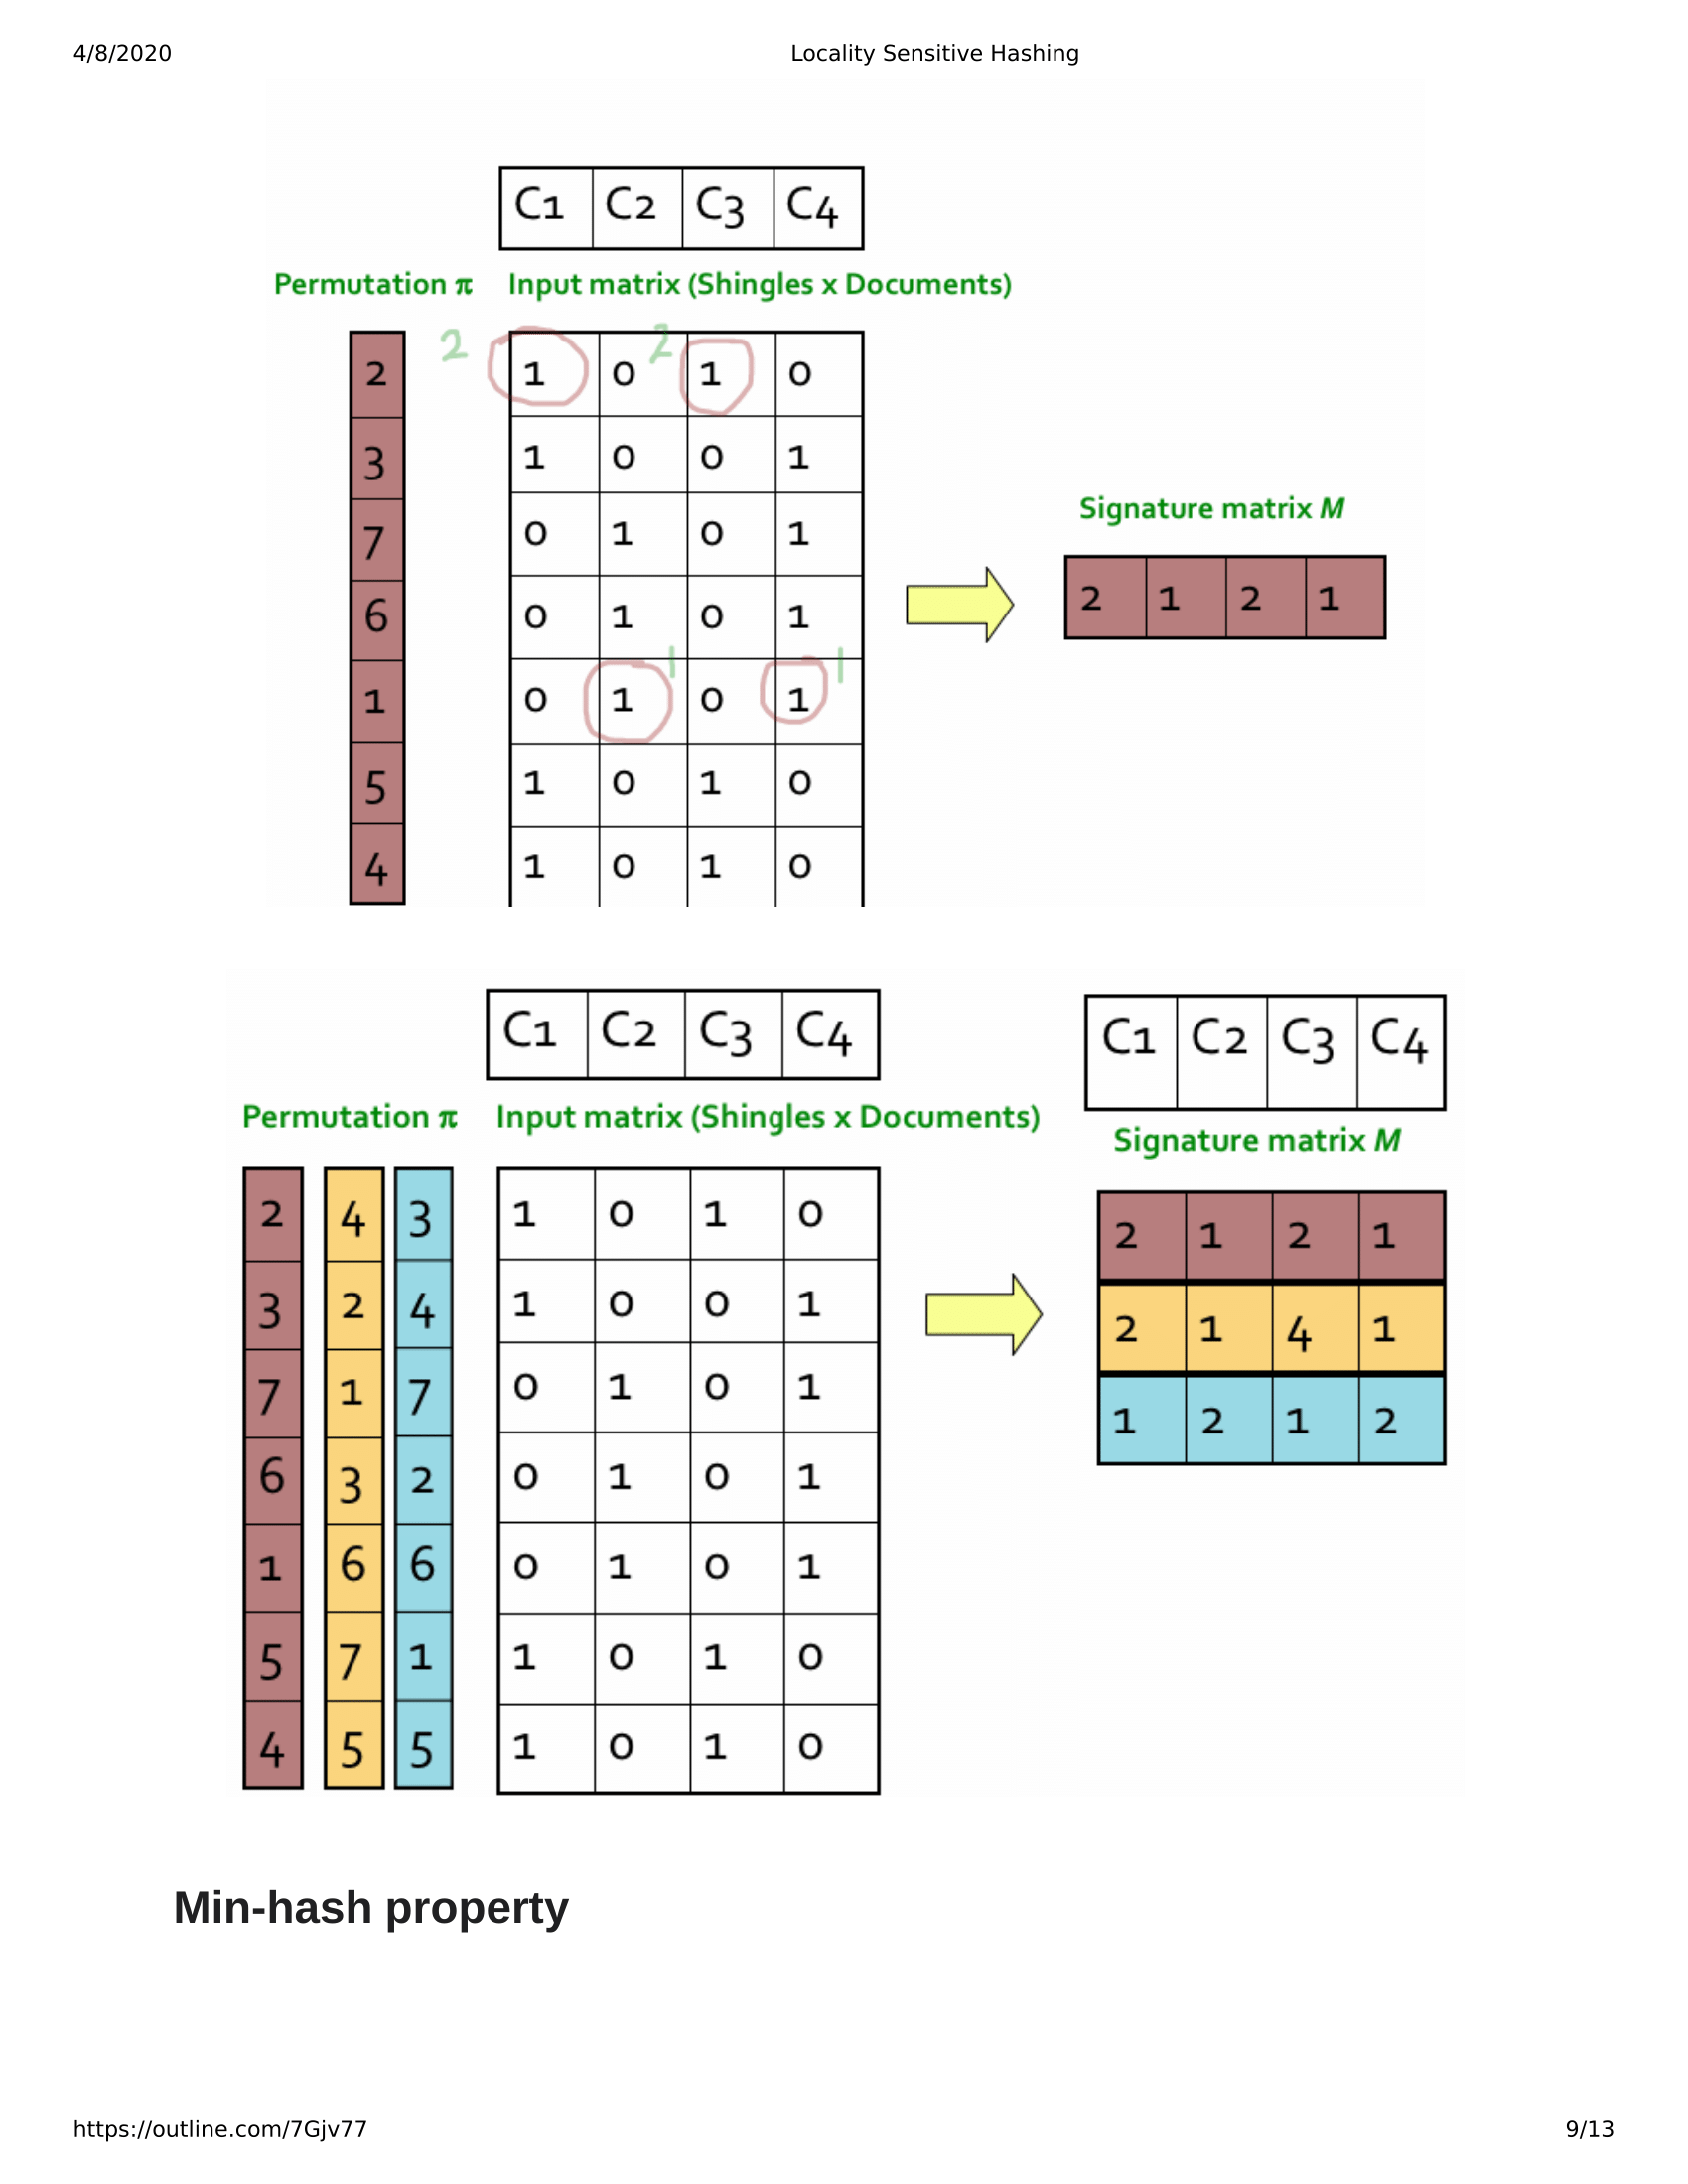 4/8/2020 Locality Sensitive Hashing
C1 C2 C3 C4
Permutation π Input matrix (Shingles x Documents)
2 2 1 0 2 1 0
3 1 0 0 1
Signature matrix M
7 0 1 0 1
2 1 2 1
6 0 1 0 1
1 0 1 1 0 1 1
5 1 0 1 0
4 1 0 1 0
C1 C2 C3 C4 C1 C2 C3 C4
Permutation π Input matrix (Shingles x Documents) Signature matrix M
2 4 3 1 0 1 0 2 1 2 1
3 2 4 1 0 0 1 2 1 4 1
7 1 7 0 1 0 1 1 2 1 2
6 3 2 0 1 0 1
1 6 6 0 1 0 1
5 7 1 1 0 1 0
4 5 5 1 0 1 0
Min-hash property
https://outline.com/7Gjv77 9/13